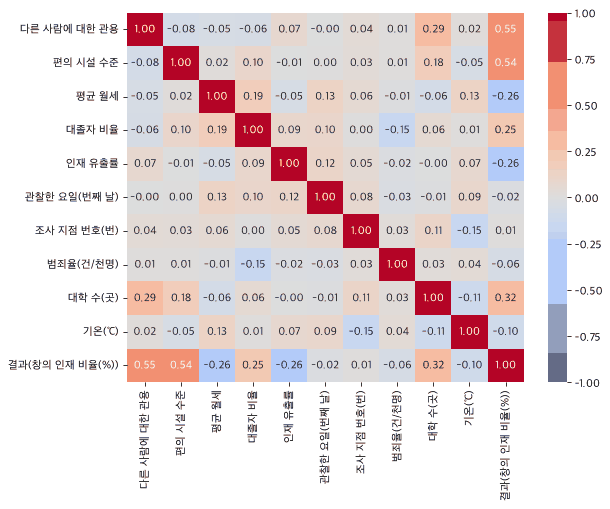 다른 사람에 대한 관용 1.00 -0.08 -0.05 -0.06 0.07 -0.00 0.04 0.01 0.29 0.02 0.55
편의 시설 수준 -0.08 1.00 0.02 0.10 -0.01 0.00 0.03 0.01 0.18 -0.05 0.54
평균 월세 -0.05 0.02 1.00 0.19 -0.05 0.13 0.06 -0.01 -0.06 0.13 -0.26
대졸자 비율 -0.06 0.10 0.19 1.00 0.09 0.10 0.00 -0.15 0.06 0.01 0.25
인재 유출률 0.07 -0.01 -0.05 0.09 1.00 0.12 0.05 -0.02 -0.00 0.07 -0.26
관찰한 요일(번째 날) -0.00 0.00 0.13 0.10 0.12 1.00 0.08 -0.03 -0.01 0.09 -0.02
조사 지점 번호(번) 0.04 0.03 0.06 0.00 0.05 0.08 1.00 0.03 0.11 -0.15 0.01
범죄율(건/천명) 0.01 0.01 -0.01 -0.15 -0.02 -0.03 0.03 1.00 0.03 0.04 -0.06
대학 수(곳) 0.29 0.18 -0.06 0.06 -0.00 -0.01 0.11 0.03 1.00 -0.11 0.32
기온(℃) 0.02 -0.05 0.13 0.01 0.07 0.09 -0.15 0.04 -0.11 1.00 -0.10
결과(창의 인재 비율(%)) 0.55 0.54 -0.26 0.25 -0.26 -0.02 0.01 -0.06 0.32 -0.10 1.00
다른 사람에 대한 관용
편의 시설 수준
평균 월세
대졸자 비율
인재 유출률
관찰한 요일(번째 날)
조사 지점 번호(번)
범죄율(건/천명)
대학 수(곳)
기온(℃)
결과(창의 인재 비율(%))
1.00
0.75
0.50
0.25
0.00
-0.25
-0.50
-0.75
-1.00